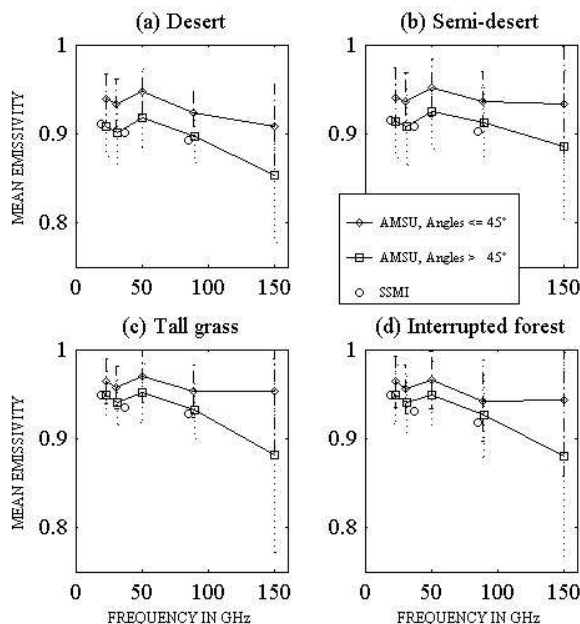 (a) Desert
(b) Semi-desert
1
0.9
0.8
MEAN EMISSIVITY
0 50 100 150
1
0.9
0.8
0 50 100 150
AMSU, Angles <= 45°
AMSU, Angles > 45°
SSMI
(c) Tall grass
(d) Interrupted forest
1
0.9
0.8
MEAN EMISSIVITY
0 50 100 150
FREQUENCY IN GHz
1
0.9
0.8
0 50 100 150
FREQUENCY IN GHz